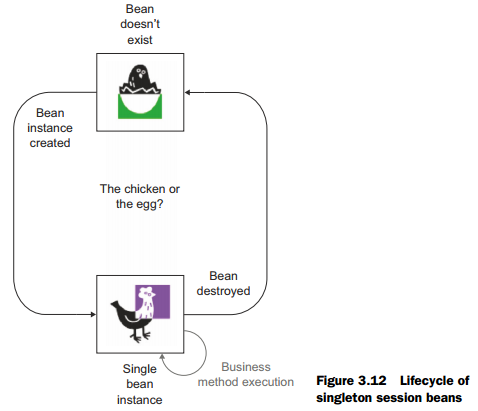 Bean
doesn't
exist
Bean
instance
created
The chicken or
the egg?
Bean
destroyed
Single
bean
instance
Business
method execution
Figure 3.12 Lifecycle of
singleton session beans